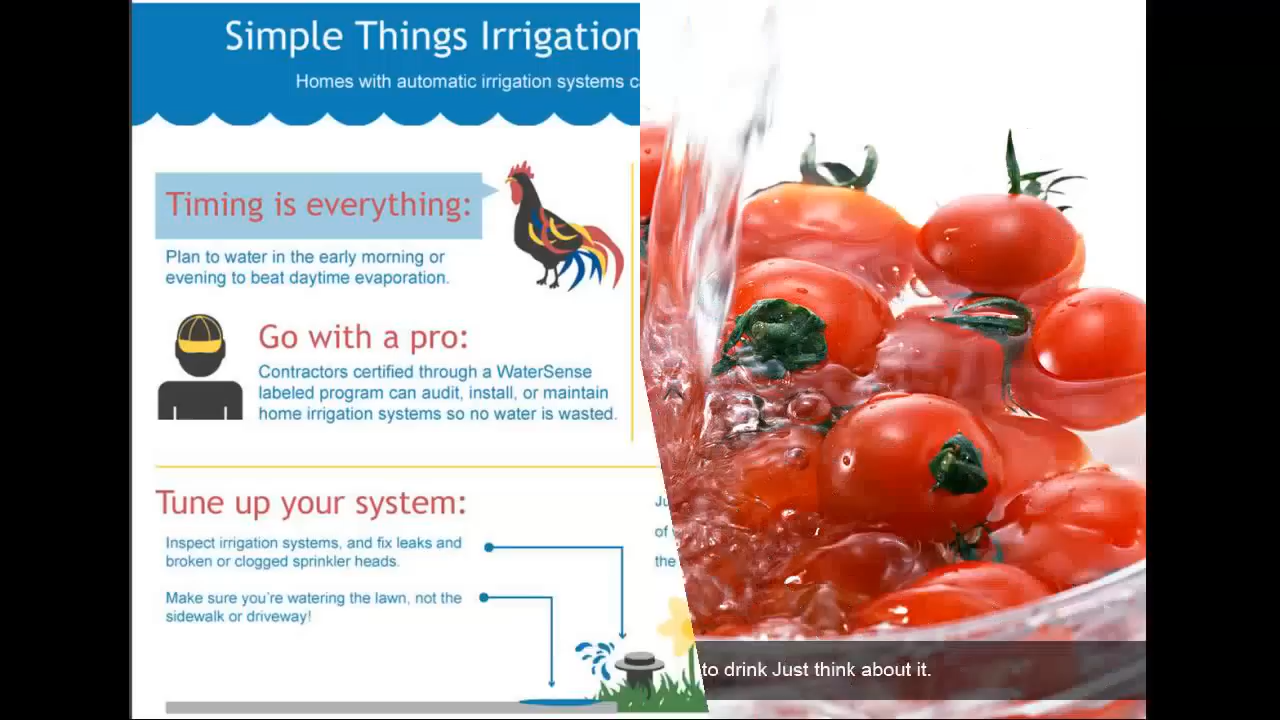 Simple Things Irrigation
Homes with automatic irrigation systems
Timing is everything:
Plan to water in the early morning or
evening to beat daytime evaporation.
Go with a pro:
Contractors certified through a WaterSense
labeled program can audit, install, or maintain
home irrigation systems so no water is wasted.
Tune up your system:
Inspect irrigation systems, and fix leaks and
broken or clogged sprinkler heads.
Make sure you're watering the lawn, not the
sidewalk or driveway!
of
the
to drink Just think about it.